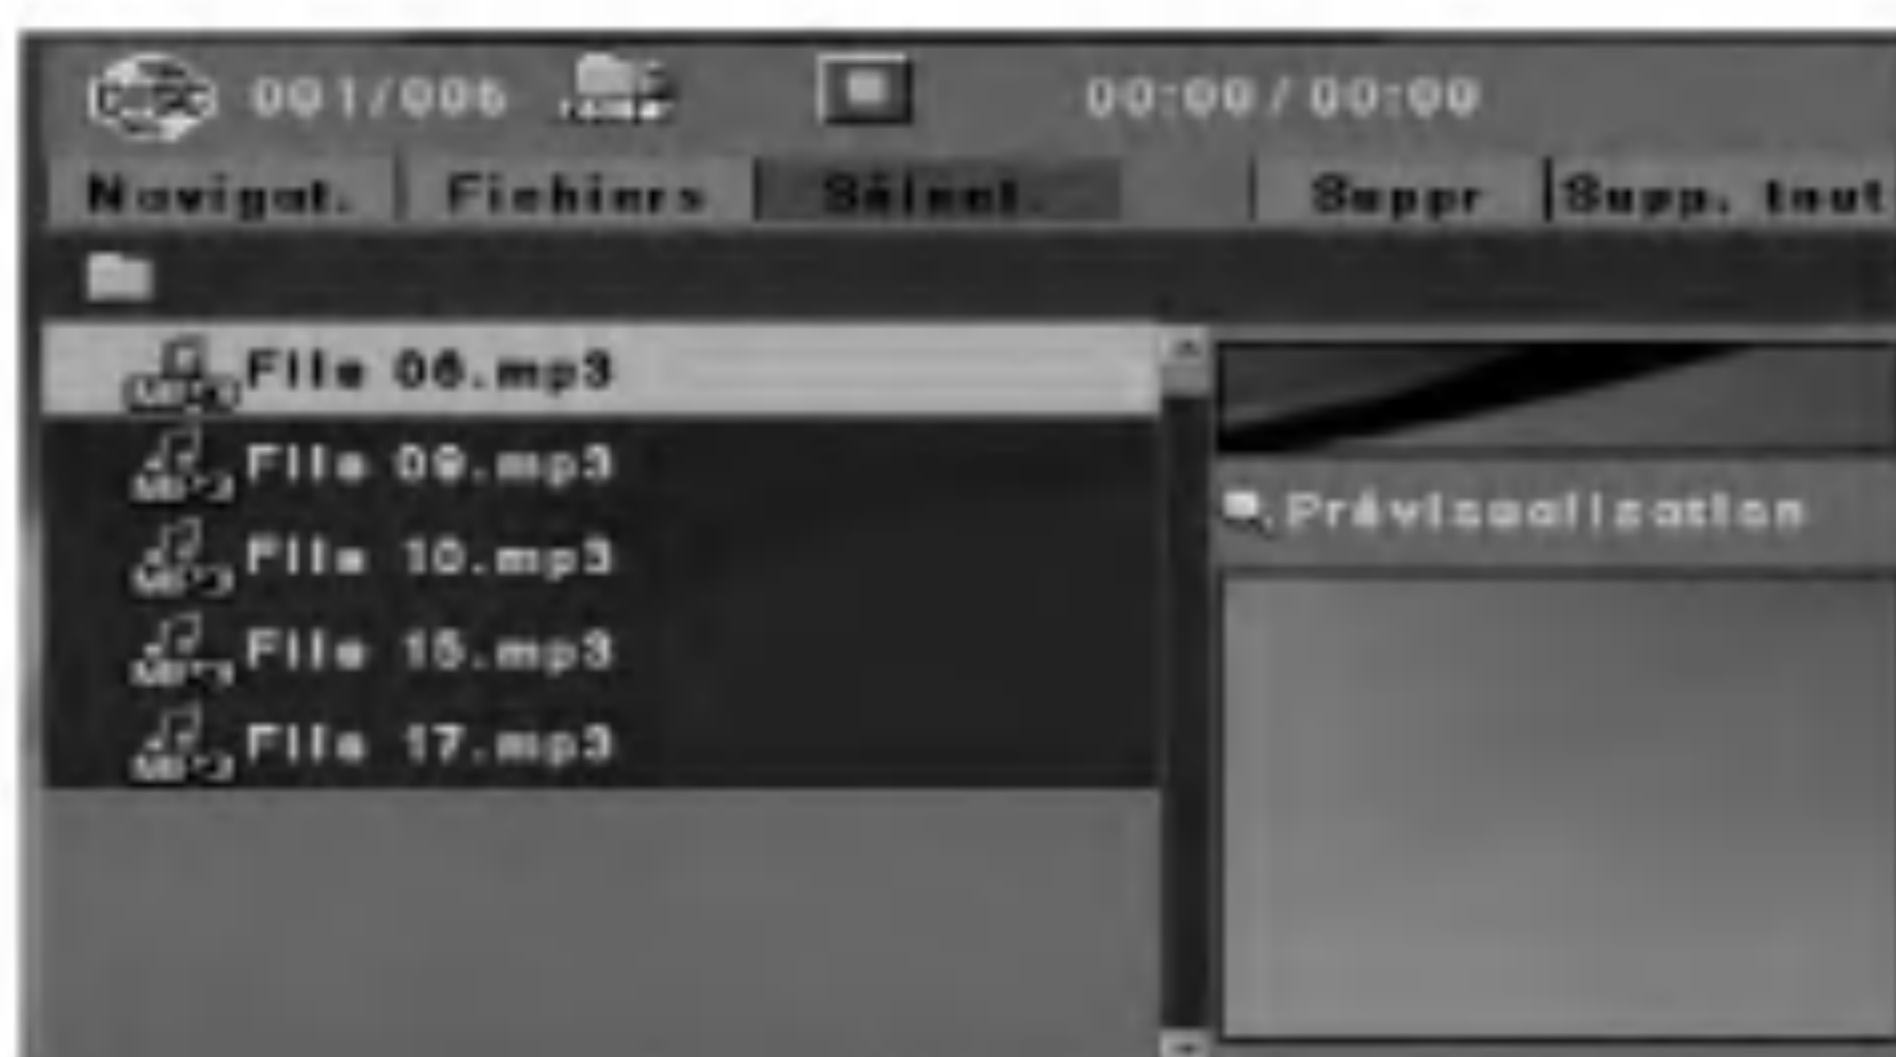 001/006 00:00 / 00:00
Navigat. Fichiers Sélect. Suppr Supp. tout
File 06.mp3
File 09.mp3
File 10.mp3
File 15.mp3
File 17.mp3
Prévisualisation